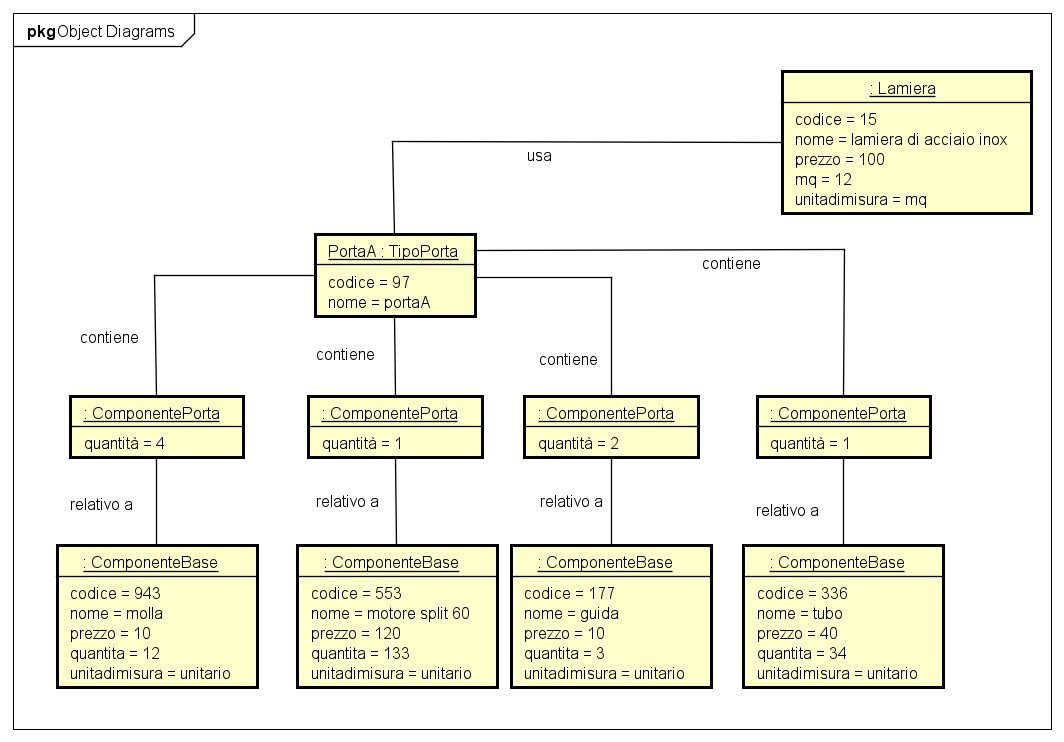 pkg Object Diagrams
: Lamiera
codice = 15
nome = lamiera di acciaio inox
prezzo = 100
mq = 12
unitadimisura = mq
usa
PortaA : TipoPorta
codice = 97
nome = portaA
contiene
contiene
contiene
contiene
: ComponentePorta
quantità = 4
: ComponentePorta
quantità = 1
: ComponentePorta
quantità = 2
: ComponentePorta
quantità = 1
relativo a
relativo a
relativo a
relativo a
: ComponenteBase
codice = 943
nome = molla
prezzo = 10
quantita = 12
unitadimisura = unitario
: ComponenteBase
codice = 553
nome = motore split 60
prezzo = 120
quantita = 133
unitadimisura = unitario
: ComponenteBase
codice = 177
nome = guida
prezzo = 10
quantita = 3
unitadimisura = unitario
: ComponenteBase
codice = 336
nome = tubo
prezzo = 40
quantita = 34
unitadimisura = unitario